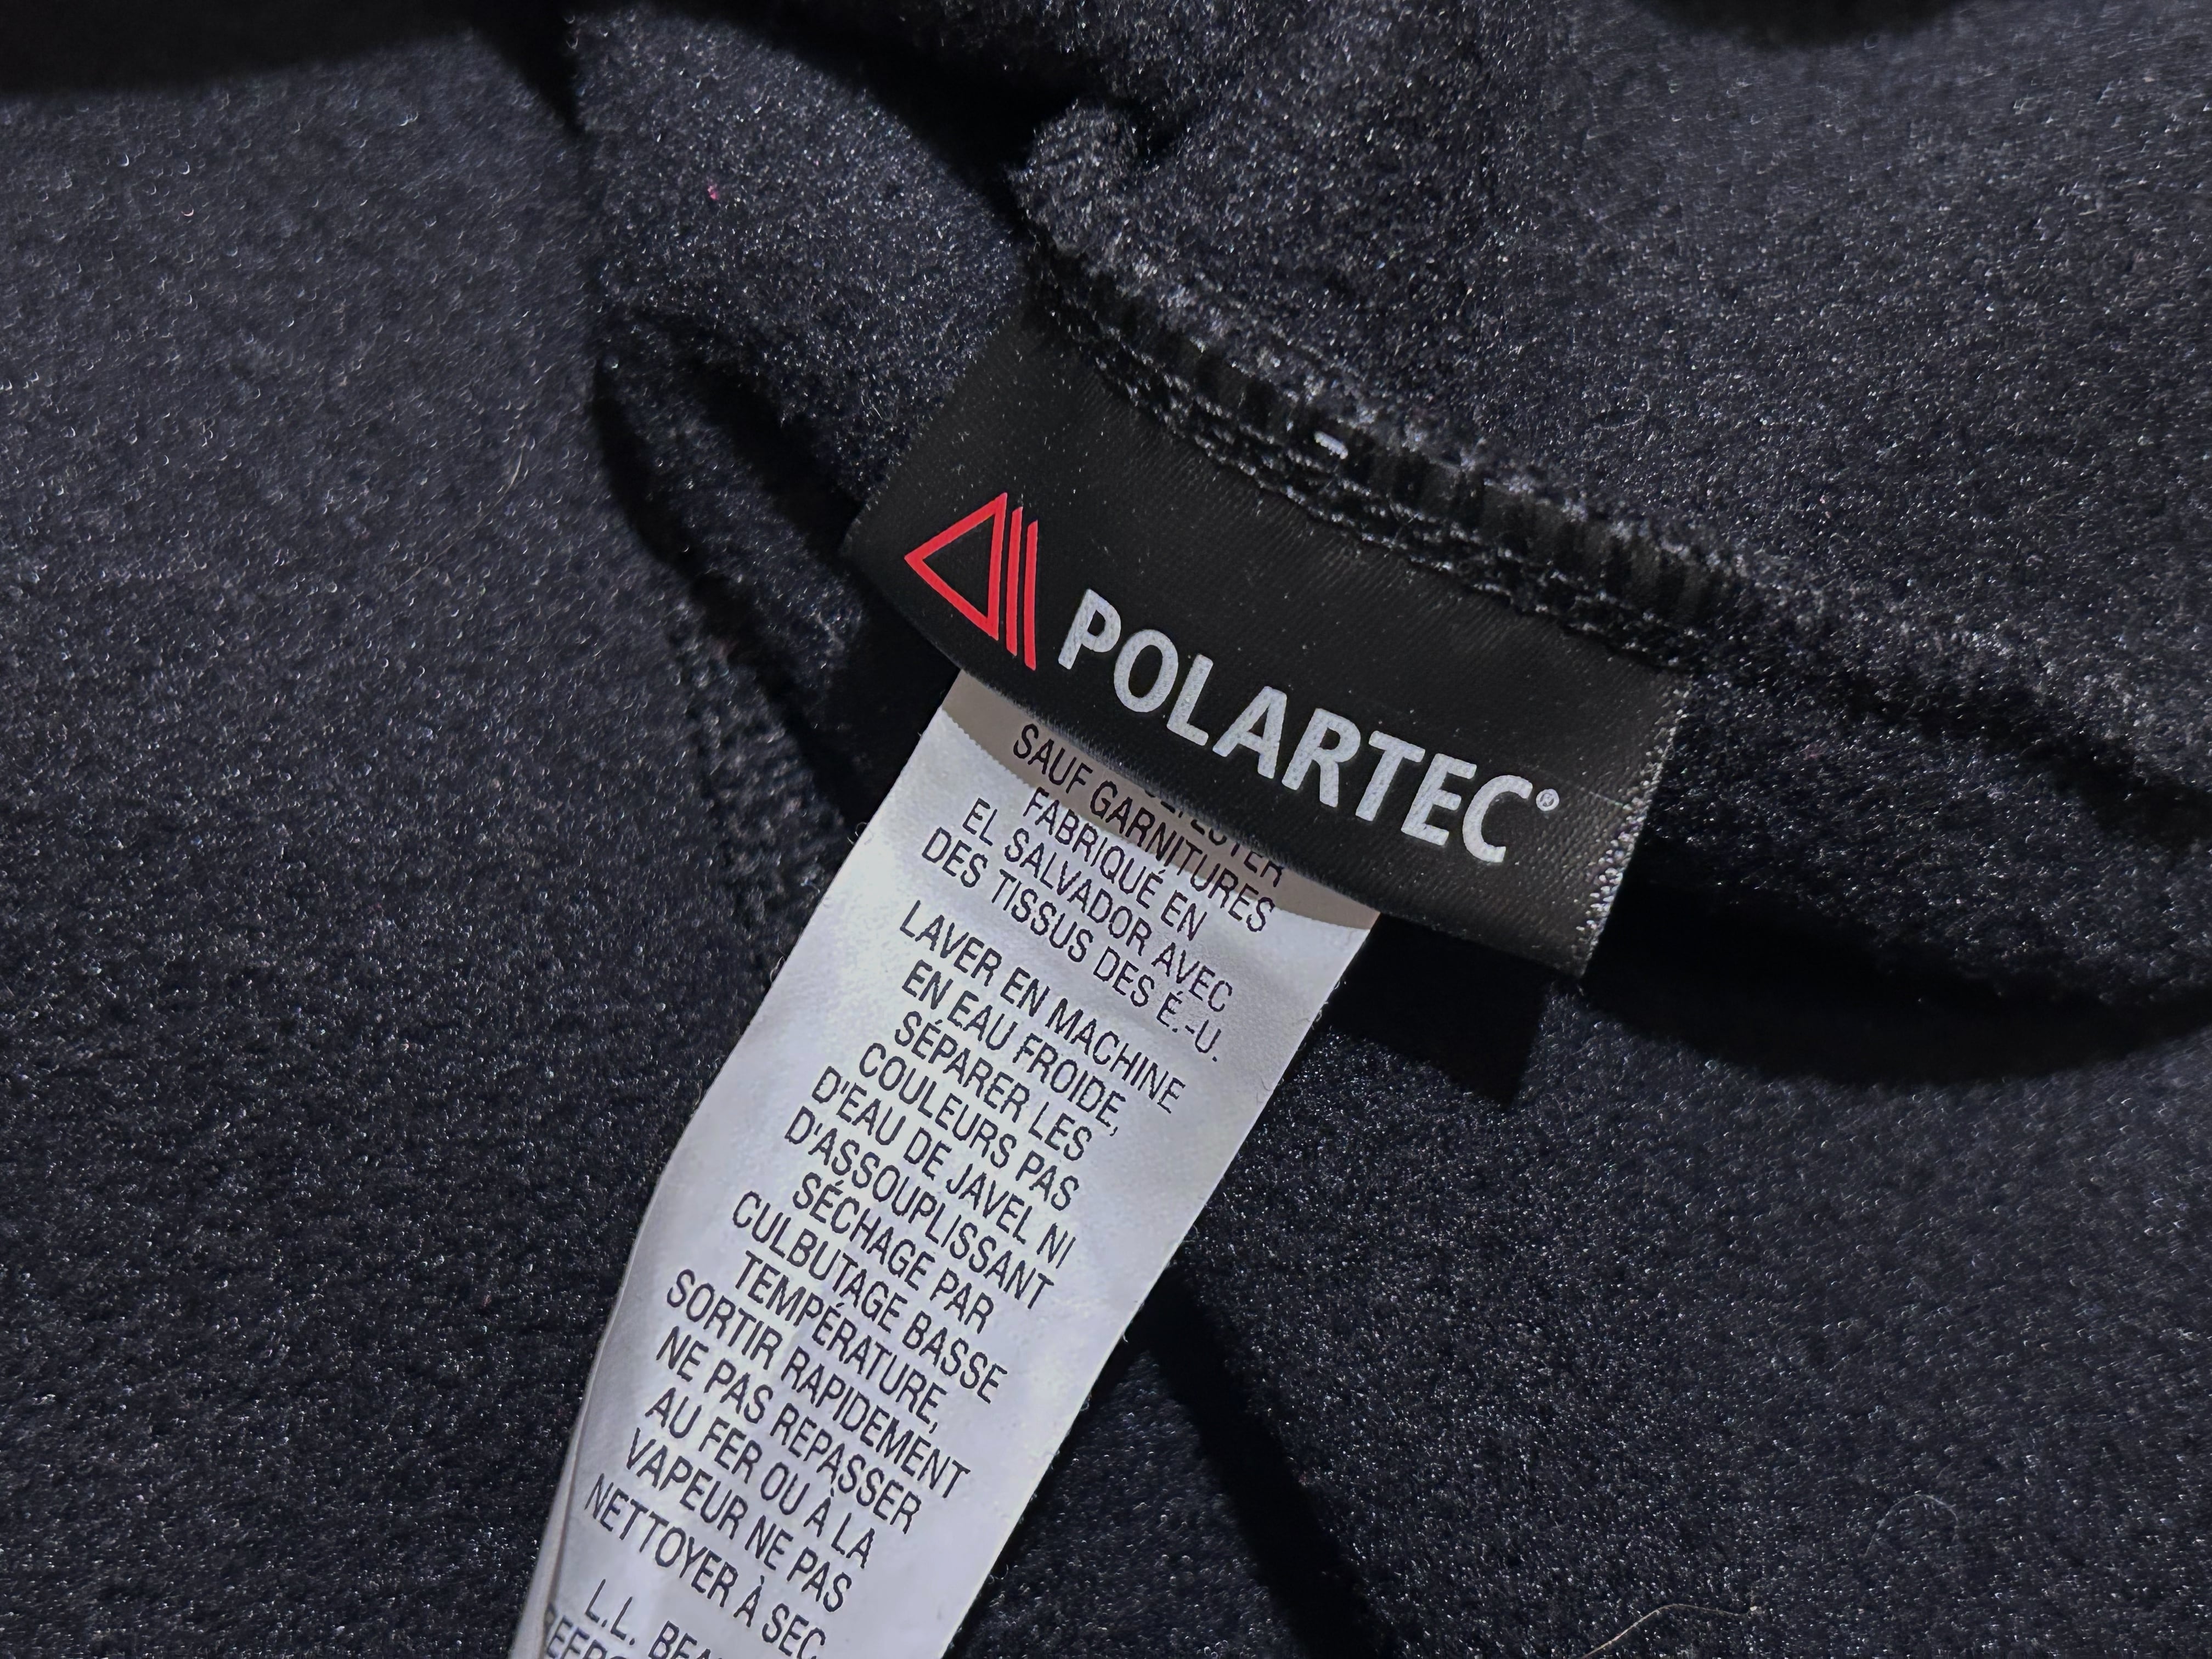 POLARTEC®
SAUF GARNITURES
FABRIQUÉ EN
EL SALVADOR AVEC
DES TISSUS DES É.-U.
LAVER EN MACHINE
EN EAU FROIDE,
SÉPARER LES
COULEURS PAS
D'EAU DE JAVEL NI
D'ASSOUPLISSANT
SÉCHAGE PAR
CULBUTAGE BASSE
TEMPÉRATURE,
SORTIR RAPIDEMENT
NE PAS REPASSER
AU FER OU À LA
VAPEUR NE PAS
NETTOYER À SEC
L.L.